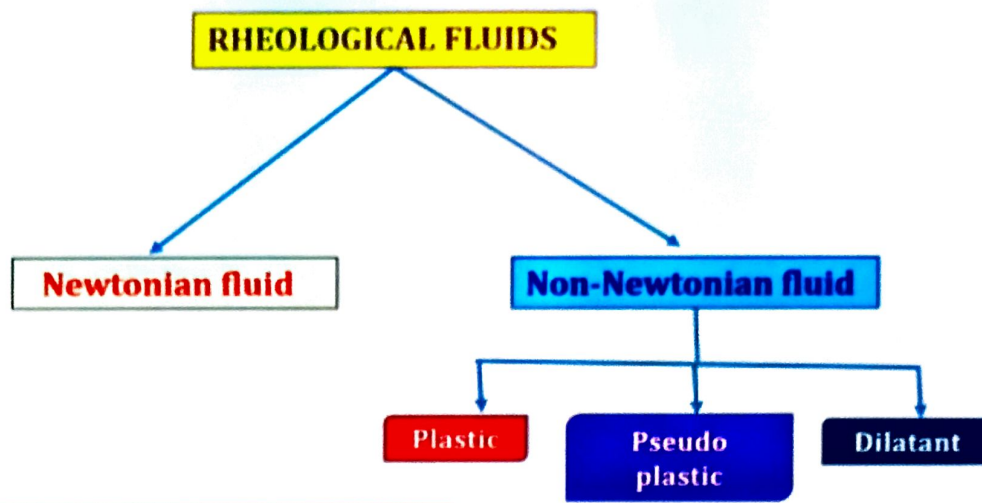 RHEOLOGICAL FLUIDS
Newtonian fluid
Non-Newtonian fluid
Plastic
Pseudo
plastic
Dilatant